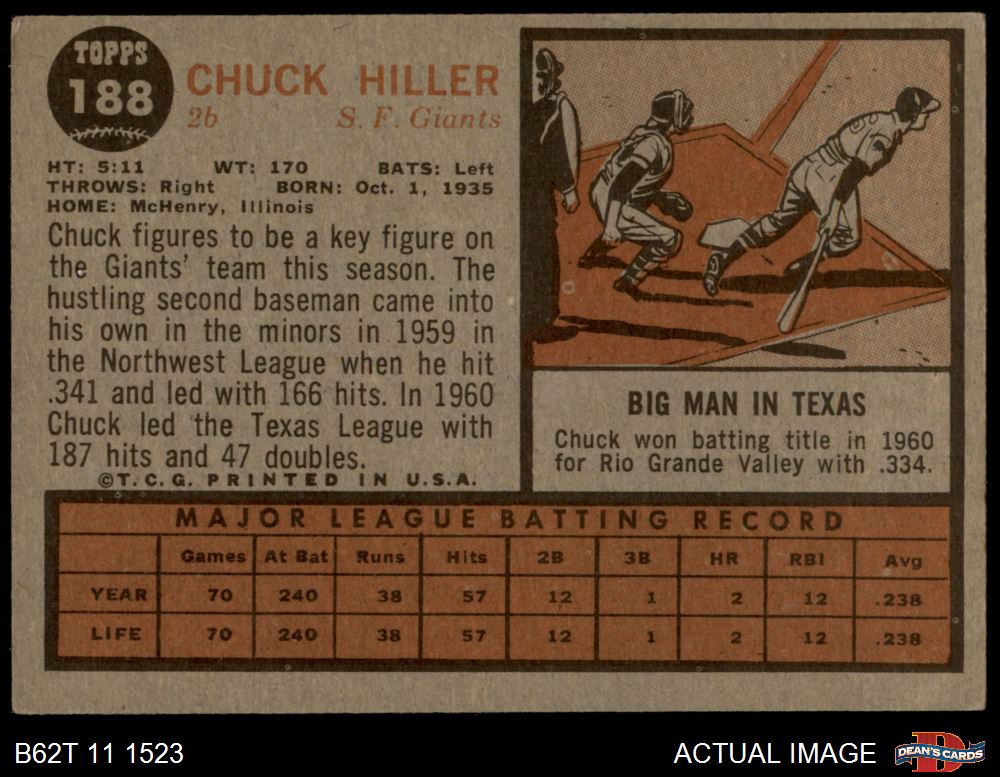 TOPPS
188
CHUCK HILLER
2b S. F. Giants
HT: 5:11 WT: 170 BATS: Left
THROWS: Right BORN: Oct. 1, 1935
HOME: McHenry, Illinois
Chuck figures to be a key figure on
the Giants' team this season. The
hustling second baseman came into
his own in the minors in 1959 in
the Northwest League when he hit
.341 and led with 166 hits. In 1960
Chuck led the Texas League with
187 hits and 47 doubles.
©T.C.G. PRINTED IN U.S.A.
BIG MAN IN TEXAS
Chuck won batting title in 1960
for Rio Grande Valley with .334.
MAJOR LEAGUE BATTING RECORD
Games At Bat Runs Hits 2B 3B HR RBI Avg
YEAR 70 240 38 57 12 1 2 12 .238
LIFE 70 240 38 57 12 1 2 12 .238
B62T 11 1523
ACTUAL IMAGE
D
DEAN'S CARDS